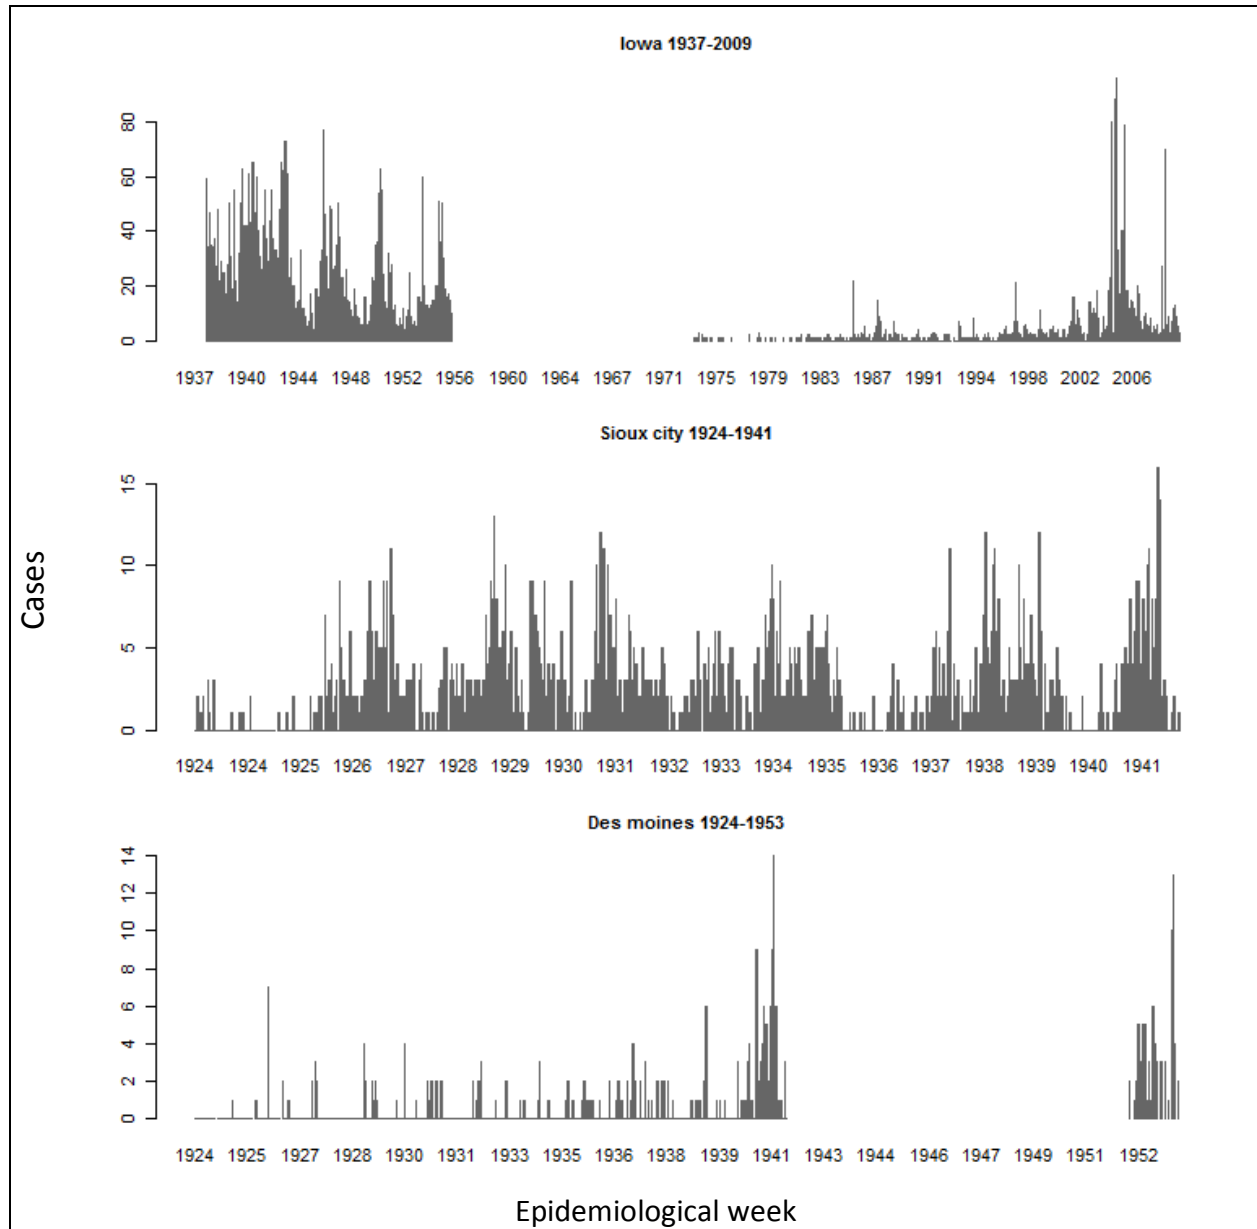 Iowa 1937-2009
80
60
40
20
0
1937 1940 1944 1948 1952 1956 1960 1964 1967 1971 1975 1979 1983 1987 1991 1994 1998 2002 2006
Sioux city 1924-1941
15
10
5
0
1924 1924 1925 1926 1927 1928 1929 1930 1931 1932 1933 1934 1935 1936 1937 1938 1939 1940 1941
Cases
Des moines 1924-1953
14
12
10
8
6
4
2
0
1924 1925 1927 1928 1930 1931 1933 1935 1936 1938 1939 1941 1943 1944 1946 1947 1949 1951 1952
Epidemiological week